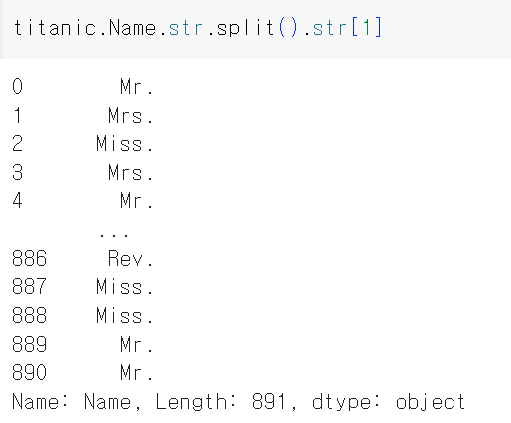 titanic.Name.str.split().str[1]
0 Mr.
1 Mrs.
2 Miss.
3 Mrs.
4 Mr.
...
886 Rev.
887 Miss.
888 Miss.
889 Mr.
890 Mr.
Name: Name, Length: 891, dtype: object